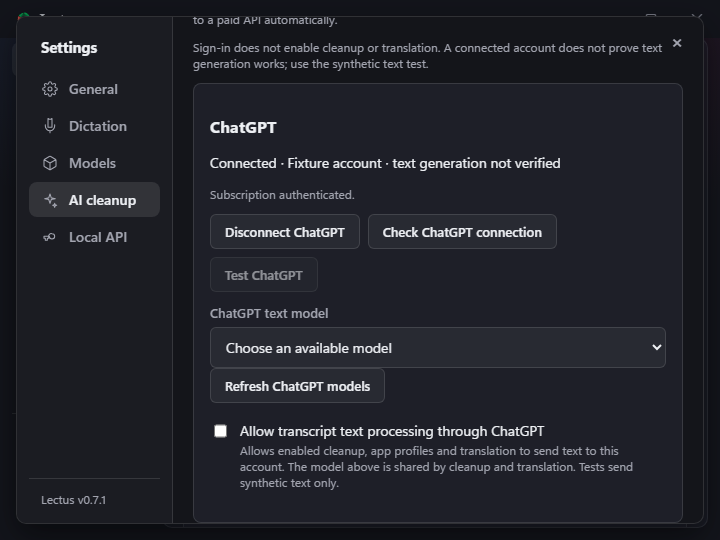 to a paid API automatically.
Settings
Sign-in does not enable cleanup or translation. A connected account does not prove text
generation works; use the synthetic text test.
General
Dictation
Models
AI cleanup
Local API
ChatGPT
Connected · Fixture account · text generation not verified
Subscription authenticated.
Disconnect ChatGPT
Check ChatGPT connection
Test ChatGPT
ChatGPT text model
Choose an available model
Refresh ChatGPT models
Allow transcript text processing through ChatGPT
Allows enabled cleanup, app profiles and translation to send text to this
account. The model above is shared by cleanup and translation. Tests send
synthetic text only.
Lectus v0.7.1